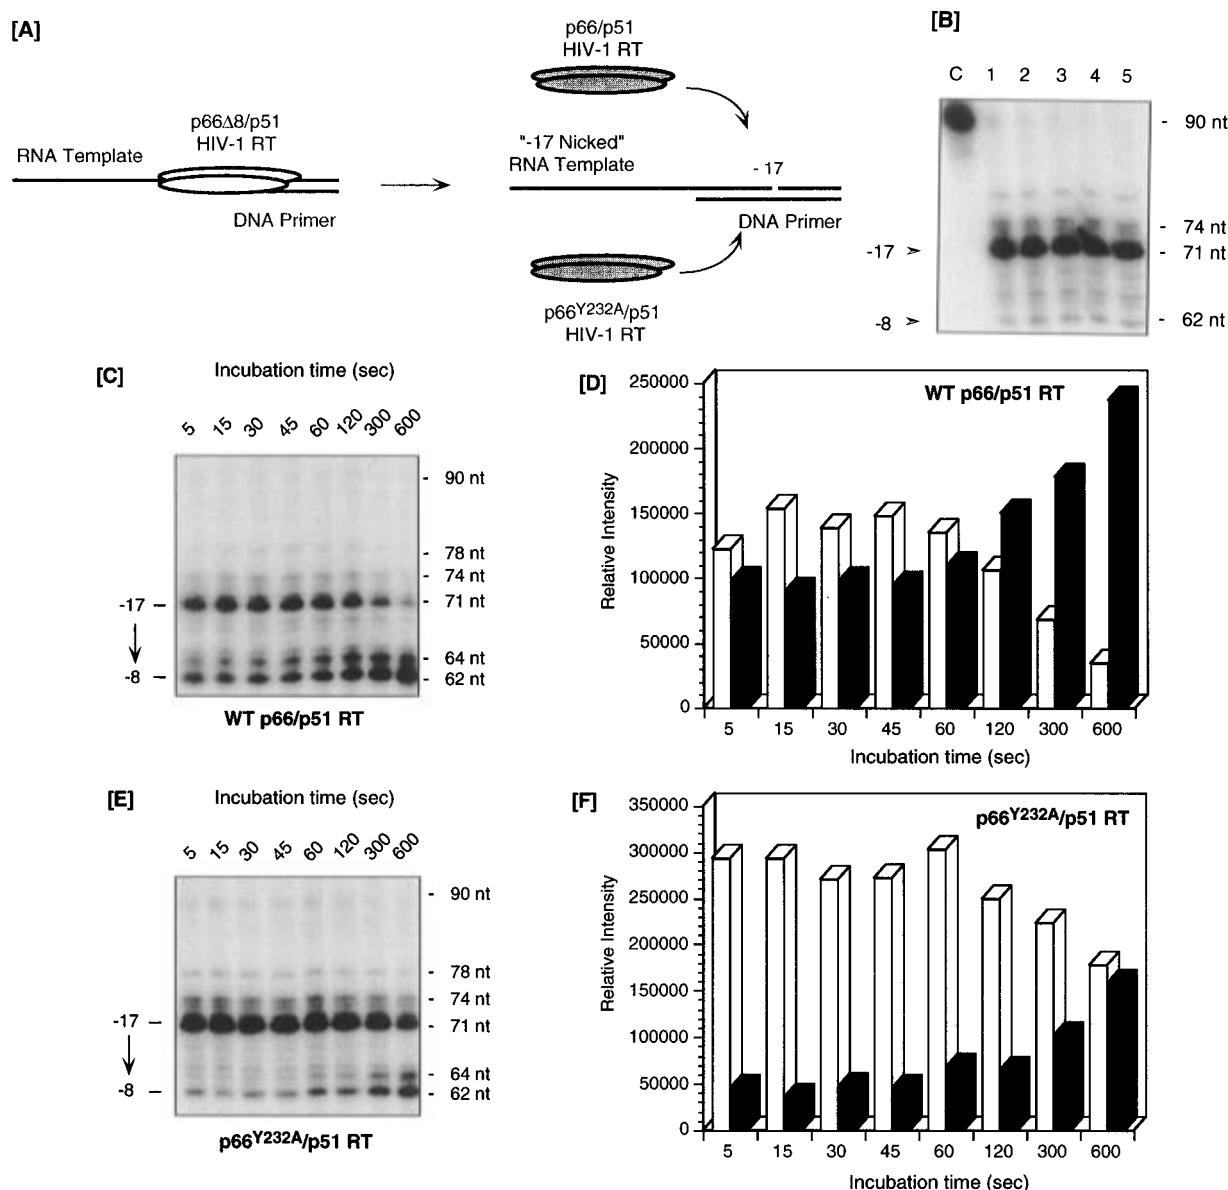 [A]
p66/p51
HIV-1 RT
p66Δ8/p51
HIV-1 RT
RNA Template
DNA Primer
"-17 Nicked"
RNA Template
- 17
DNA Primer
p66Y232A/p51
HIV-1 RT
[B]
C 1 2 3 4 5
- 90 nt
- 74 nt
-17 ➤ - 71 nt
-8 ➤ - 62 nt
[C]
Incubation time (sec)
5 15 30 45 60 120 300 600
- 90 nt
- 78 nt
- 74 nt
-17 – - 71 nt
- 64 nt
-8 – - 62 nt
WT p66/p51 RT
[D]
WT p66/p51 RT
Relative Intensity
250000
200000
150000
100000
50000
0
5 15 30 45 60 120 300 600
Incubation time (sec)
[E]
Incubation time (sec)
5 15 30 45 60 120 300 600
- 90 nt
- 78 nt
- 74 nt
-17 – - 71 nt
- 64 nt
-8 – - 62 nt
p66Y232A/p51 RT
[F]
p66Y232A/p51 RT
Relative Intensity
350000
300000
250000
200000
150000
100000
50000
0
5 15 30 45 60 120 300 600
Incubation time (sec)